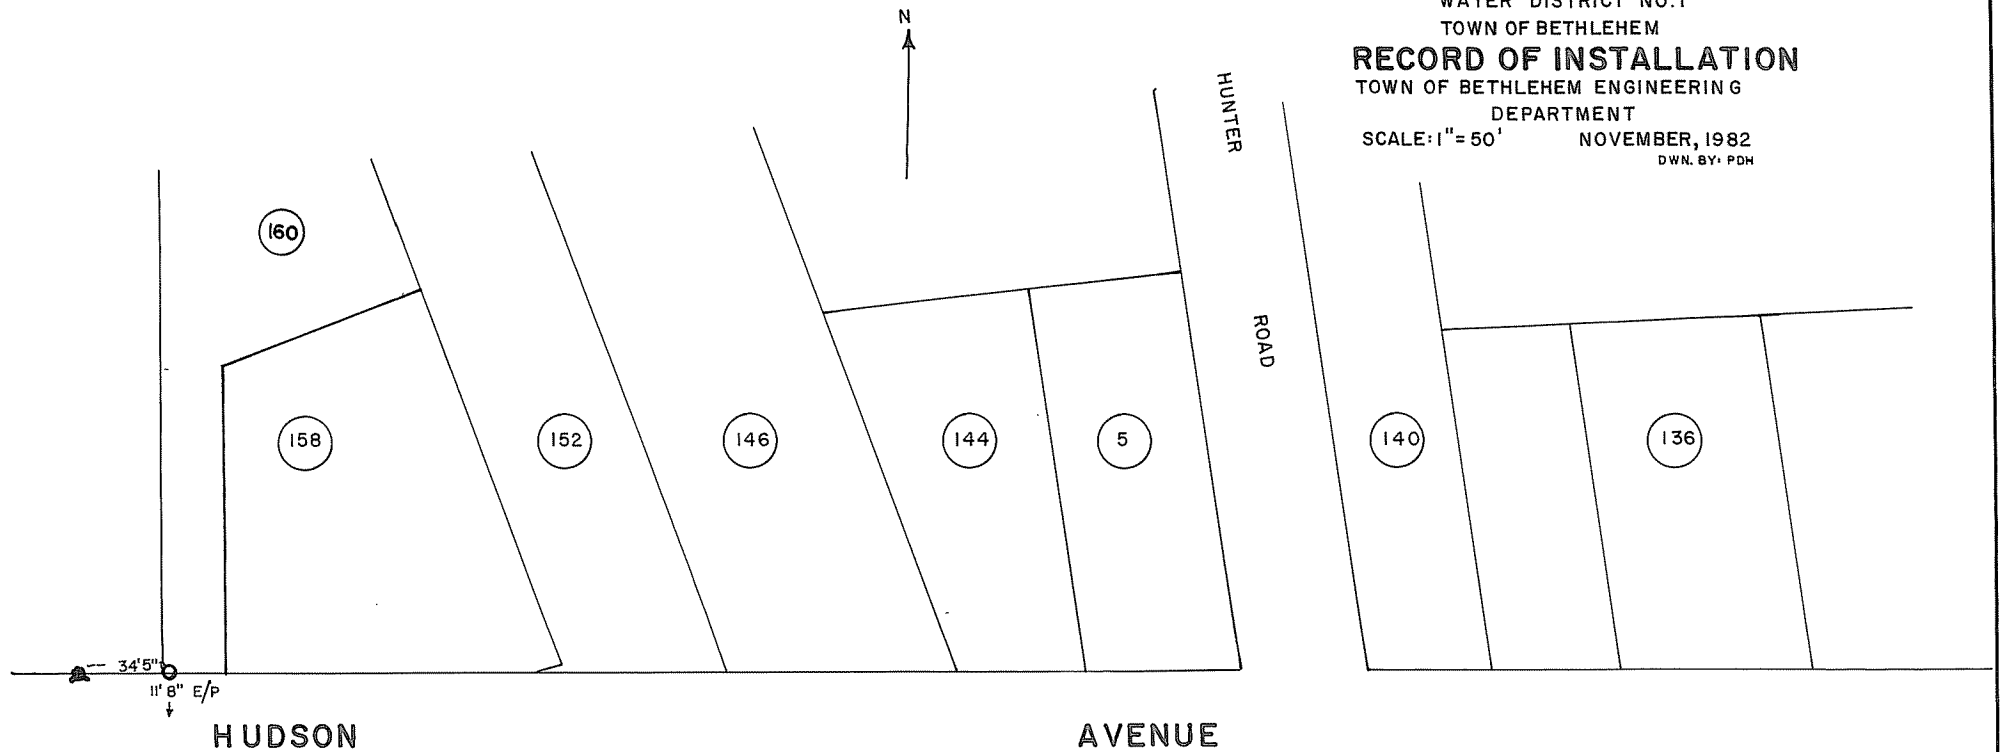 WATER DISTRICT NO.1
TOWN OF BETHLEHEM
RECORD OF INSTALLATION
TOWN OF BETHLEHEM ENGINEERING
DEPARTMENT
SCALE: 1"=50' NOVEMBER, 1982
DWN. BY: PDH
N
HUNTER
ROAD
160
158
152
146
144
5
140
136
34'5"
11'8" E/P
HUDSON AVENUE